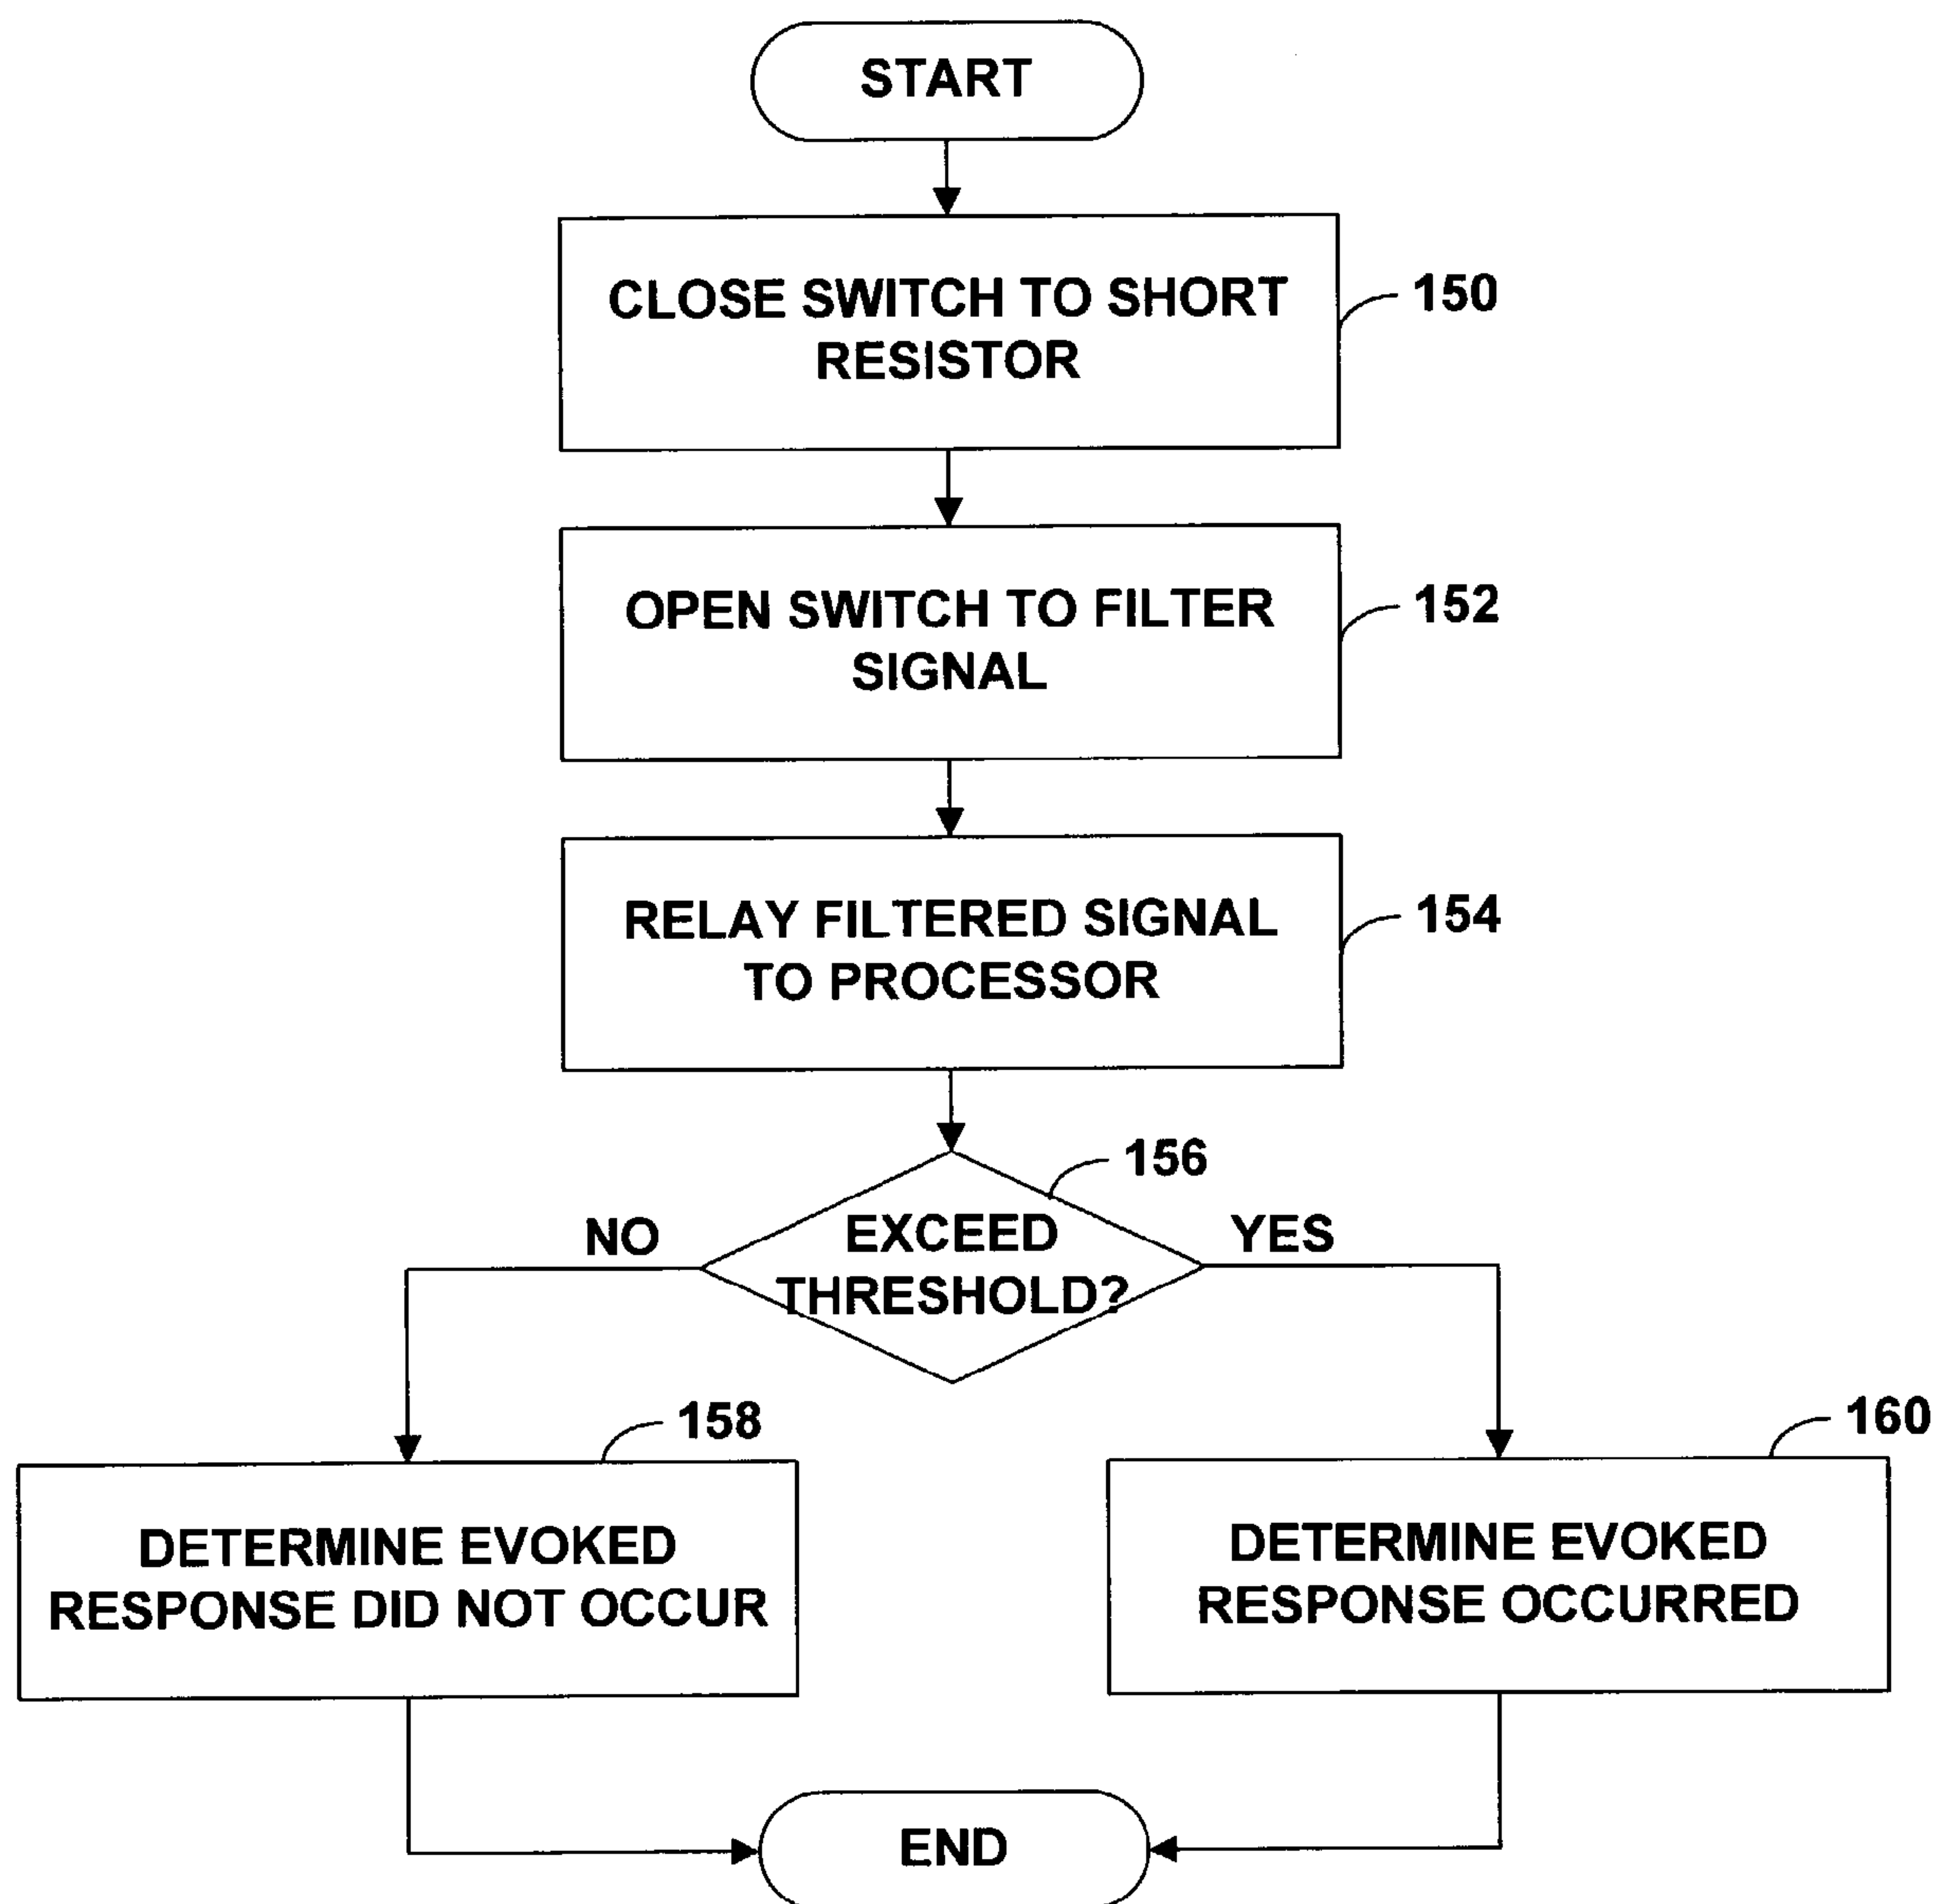 START
CLOSE SWITCH TO SHORT
RESISTOR
150
OPEN SWITCH TO FILTER
SIGNAL
152
RELAY FILTERED SIGNAL
TO PROCESSOR
154
156
NO
EXCEED
THRESHOLD?
YES
158
160
DETERMINE EVOKED
RESPONSE DID NOT OCCUR
DETERMINE EVOKED
RESPONSE OCCURRED
END